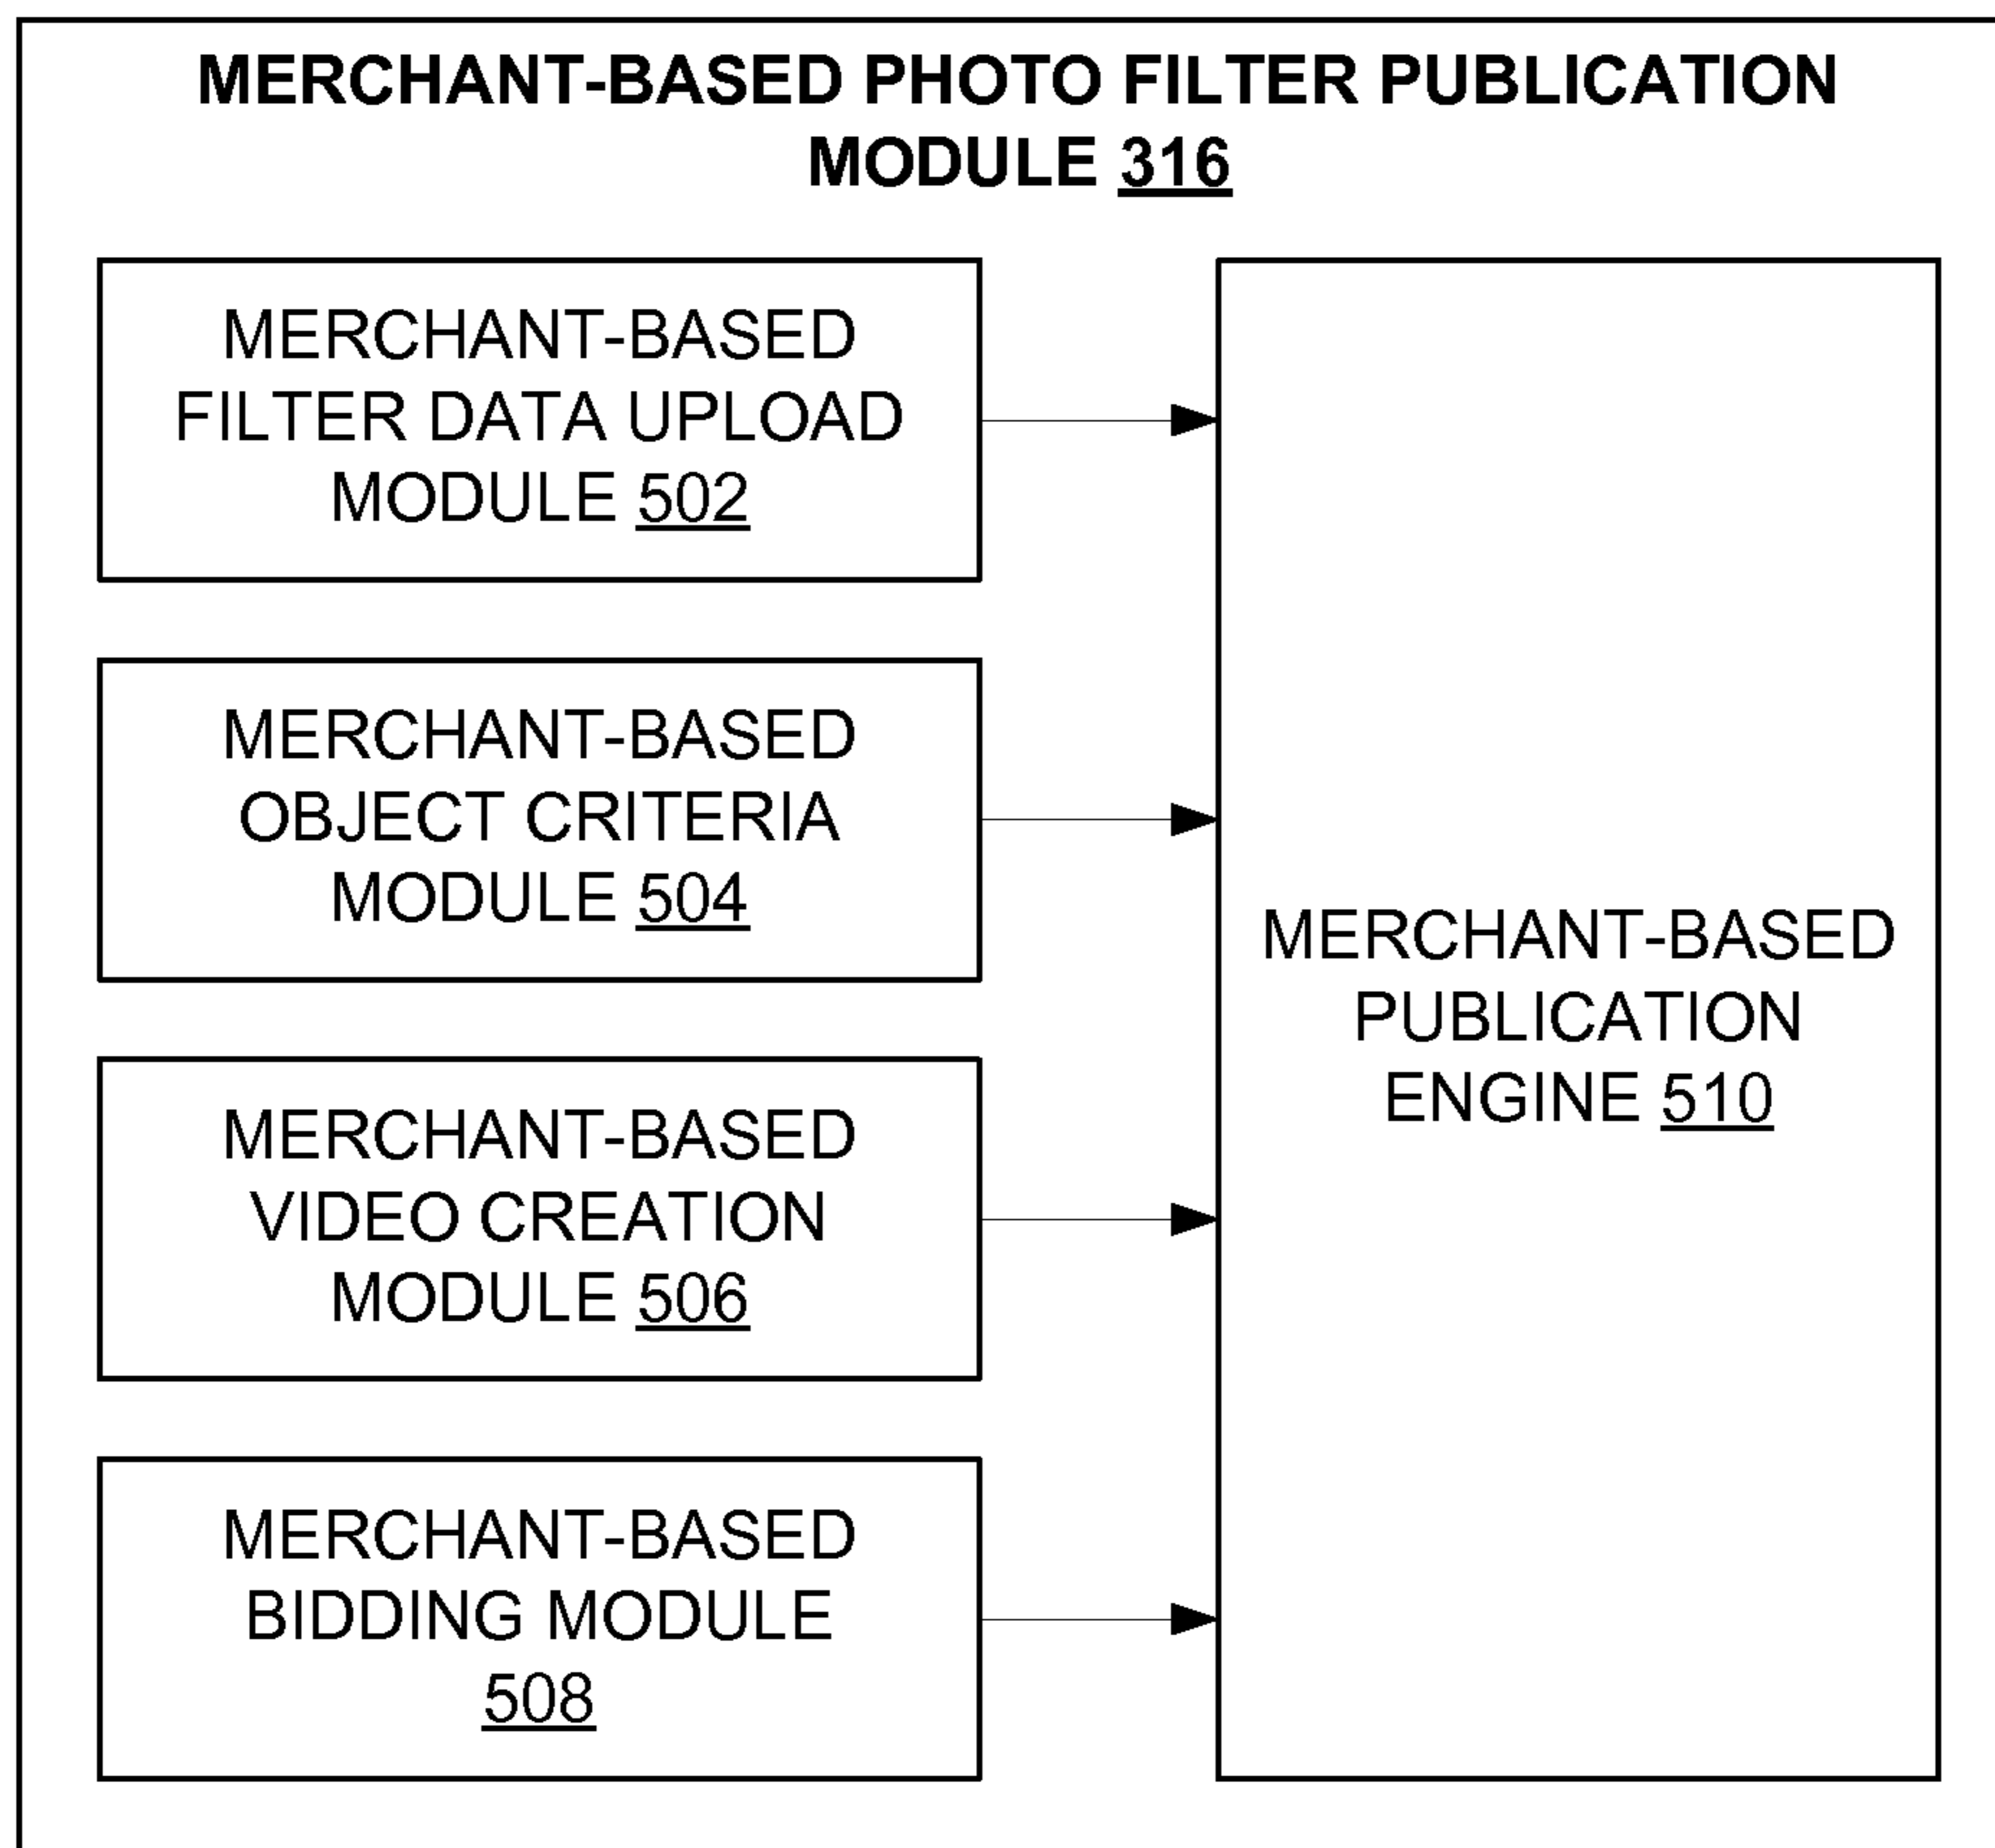 MERCHANT-BASED PHOTO FILTER PUBLICATION
MODULE 316
MERCHANT-BASED
FILTER DATA UPLOAD
MODULE 502
MERCHANT-BASED
OBJECT CRITERIA
MODULE 504
MERCHANT-BASED
VIDEO CREATION
MODULE 506
MERCHANT-BASED
BIDDING MODULE
508
MERCHANT-BASED
PUBLICATION
ENGINE 510